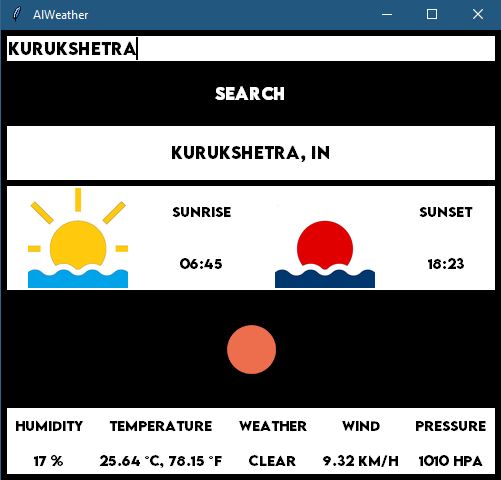 AIWeather
KURUKSHETRA
SEARCH
KURUKSHETRA, IN
SUNRISE
06:45
SUNSET
18:23
HUMIDITY TEMPERATURE WEATHER WIND PRESSURE
17 % 25.64 °C, 78.15 °F CLEAR 9.32 KM/H 1010 HPA